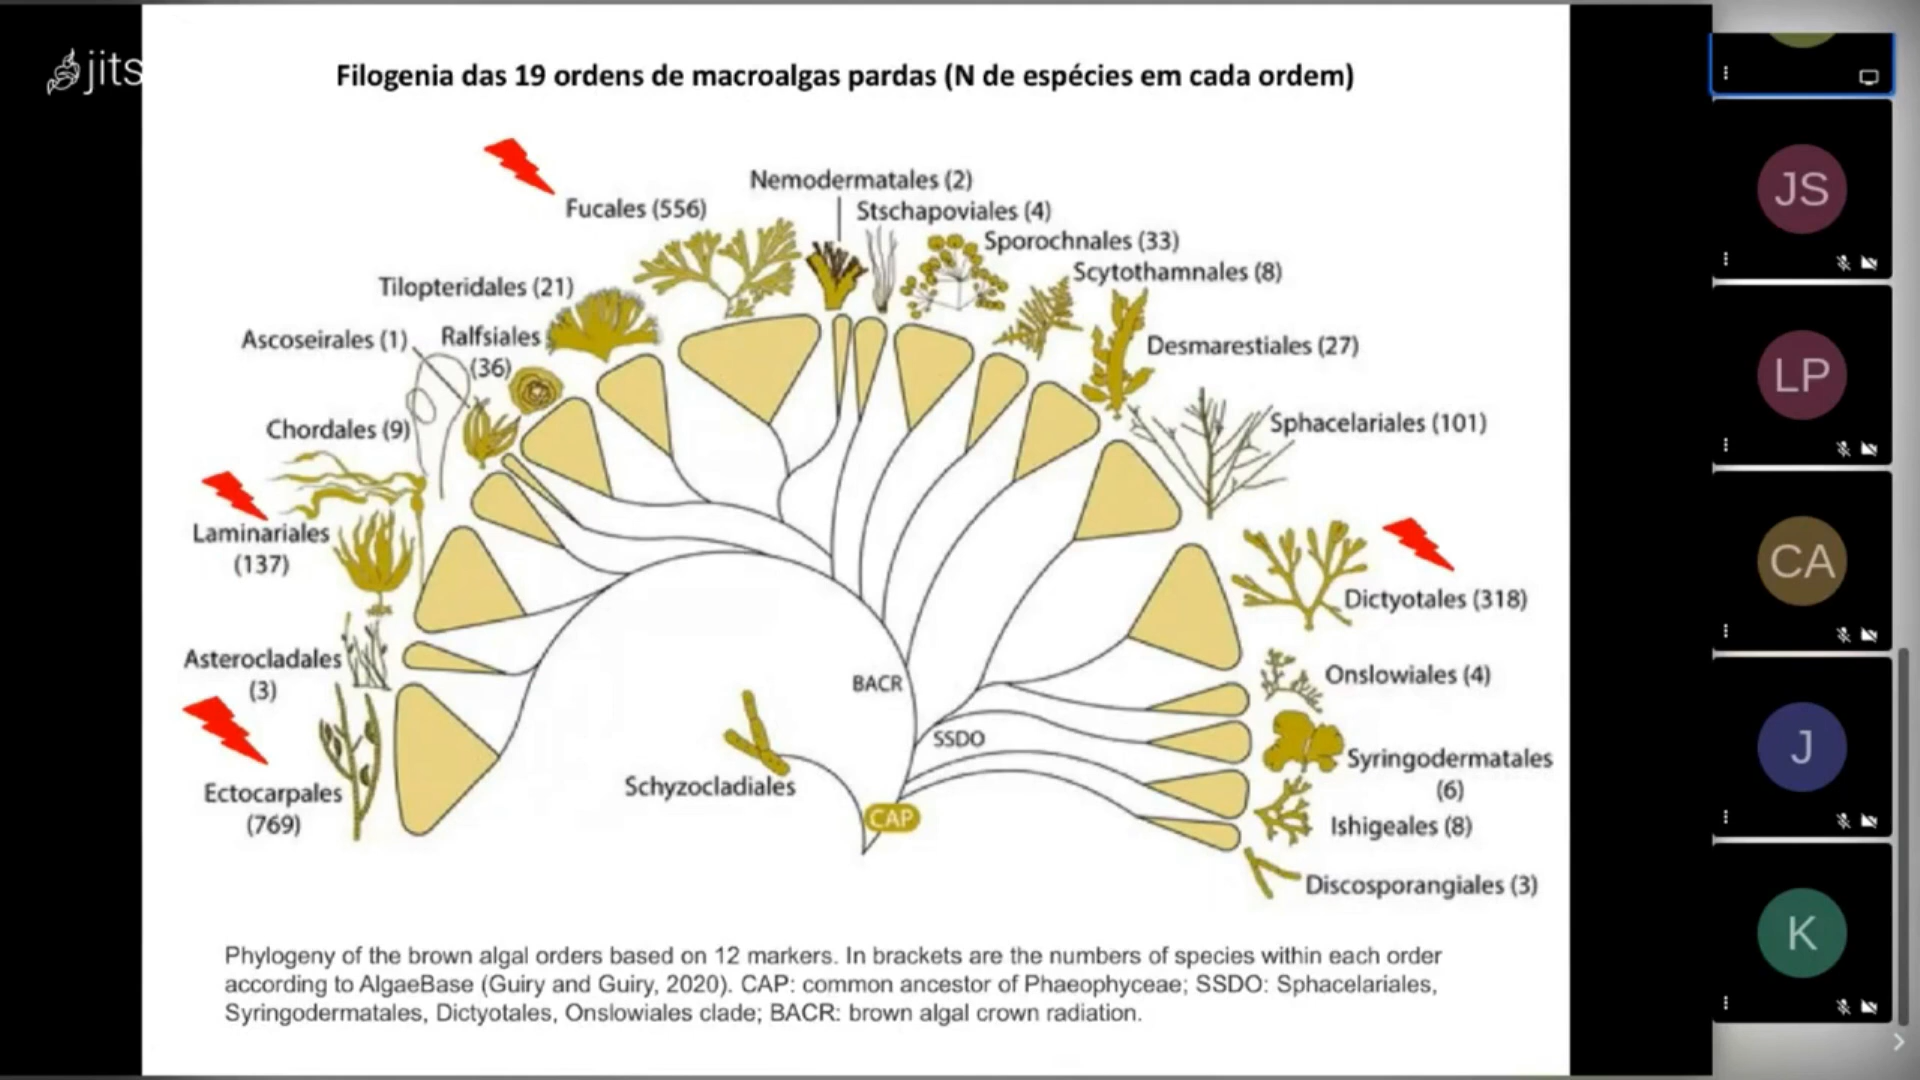 jits
Filogenia das 19 ordens de macroalgas pardas (N de espécies em cada ordem)
Nemodermatales (2)
Fucales (556)
Stschapoviales (4)
Sporochnales (33)
Scytothamnales (8)
Tilopteridales (21)
Ascoseirales (1)
Ralfsiales
(36)
Desmarestiales (27)
Chordales (9)
Sphacelariales (101)
Laminariales
(137)
Dictyotales (318)
Asterocladales
(3)
Onslowiales (4)
BACR
SSDO
Syringodermatales
(6)
Schyzocladiales
Ectocarpales
(769)
CAP
Ishigeales (8)
Discosporangiales (3)
Phylogeny of the brown algal orders based on 12 markers. In brackets are the numbers of species within each order
according to AlgaeBase (Guiry and Guiry, 2020). CAP: common ancestor of Phaeophyceae; SSDO: Sphacelariales,
Syringodermatales, Dictyotales, Onslowiales clade; BACR: brown algal crown radiation.
JS
LP
CA
J
K